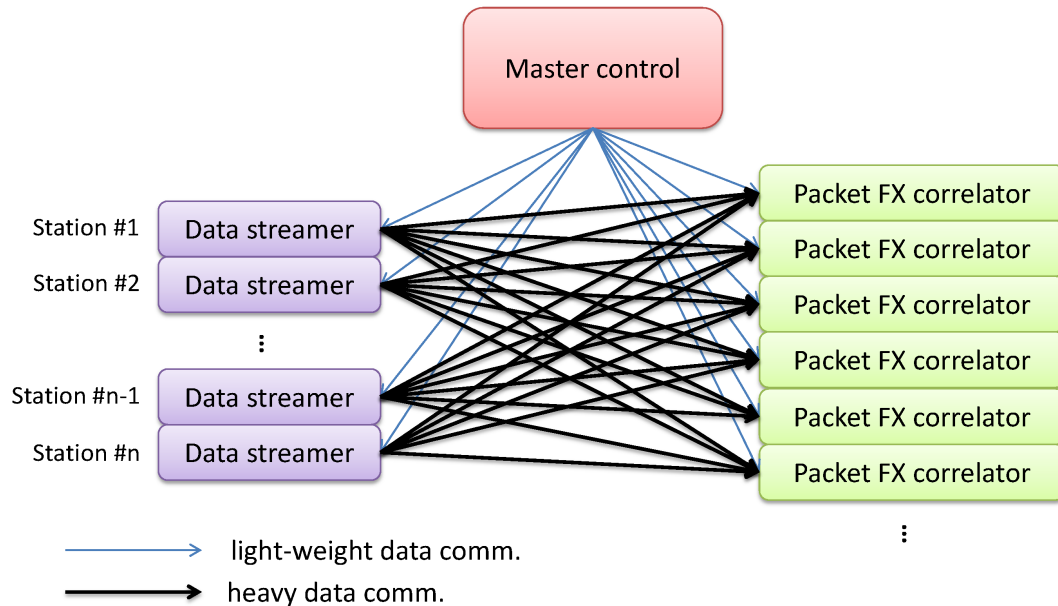 Master control
Packet FX correlator
Station #1 Data streamer
Packet FX correlator
Station #2 Data streamer
Packet FX correlator
⋮
Packet FX correlator
Station #n-1 Data streamer
Packet FX correlator
Station #n Data streamer
Packet FX correlator
⋮
light-weight data comm.
heavy data comm.